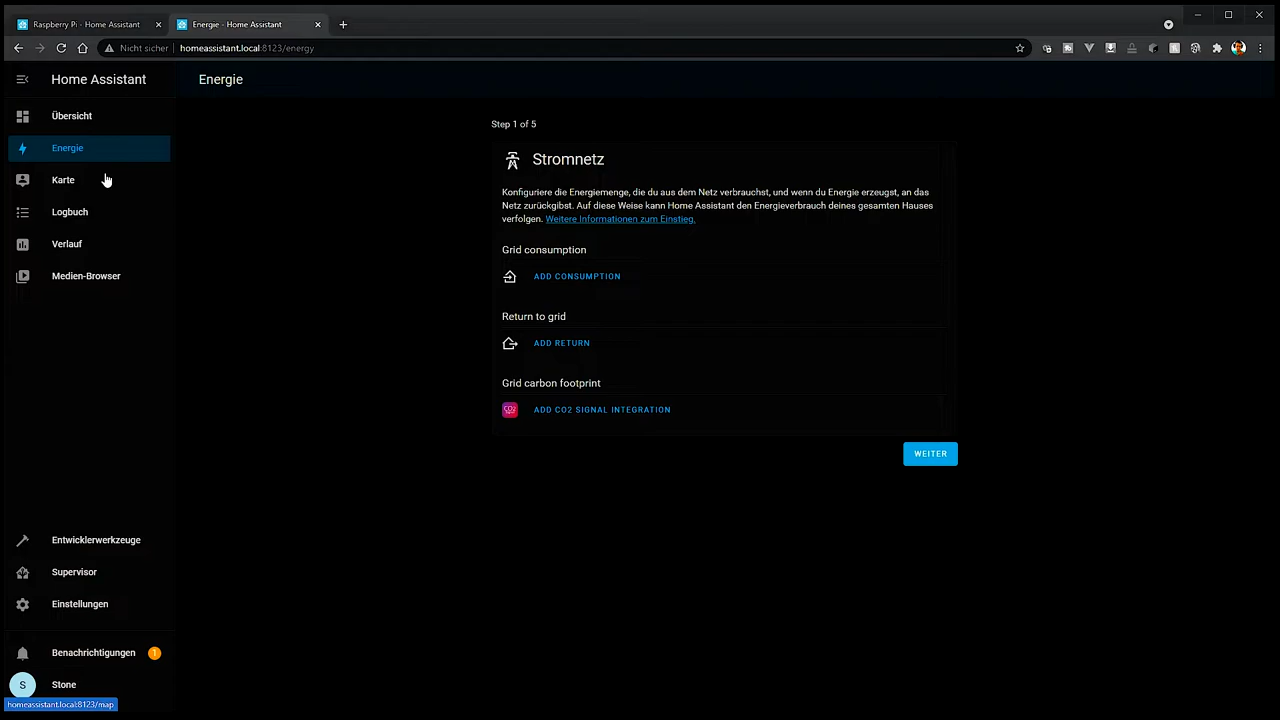 Raspberry Pi - Home Assistant
Energie - Home Assistant
Nicht sicher
homeassistant.local:8123/energy
Home Assistant
Energie
Übersicht
Energie
Karte
Logbuch
Verlauf
Medien-Browser
Step 1 of 5
Stromnetz
Konfiguriere die Energiemenge, die du aus dem Netz verbrauchst, und wenn du Energie erzeugst, an das
Netz zurückgibst. Auf diese Weise kann Home Assistant den Energieverbrauch deines gesamten Hauses
verfolgen. Weitere Informationen zum Einstieg.
Grid consumption
ADD CONSUMPTION
Return to grid
ADD RETURN
Grid carbon footprint
CO2
ADD CO2 SIGNAL INTEGRATION
WEITER
Entwicklerwerkzeuge
Supervisor
Einstellungen
Benachrichtigungen
1
S
Stone
homeassistant.local:8123/map